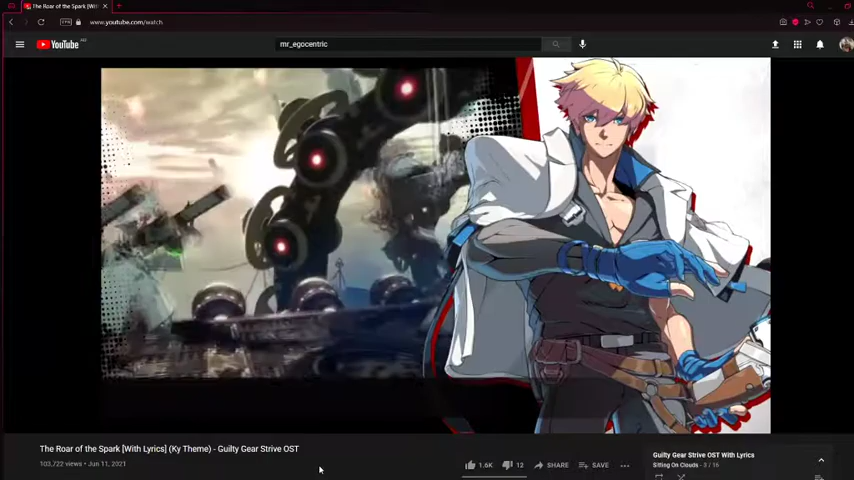 The Roar of the Spark [With Lyrics]
www.youtube.com/watch
YouTube
mr_egocentric
The Roar of the Spark [With Lyrics] (Ky Theme) - Guilty Gear Strive OST
103,722 views • Jun 11, 2021
1.6K
12
SHARE
SAVE
Guilty Gear Strive OST With Lyrics
Sitting On Clouds - 3 / 16